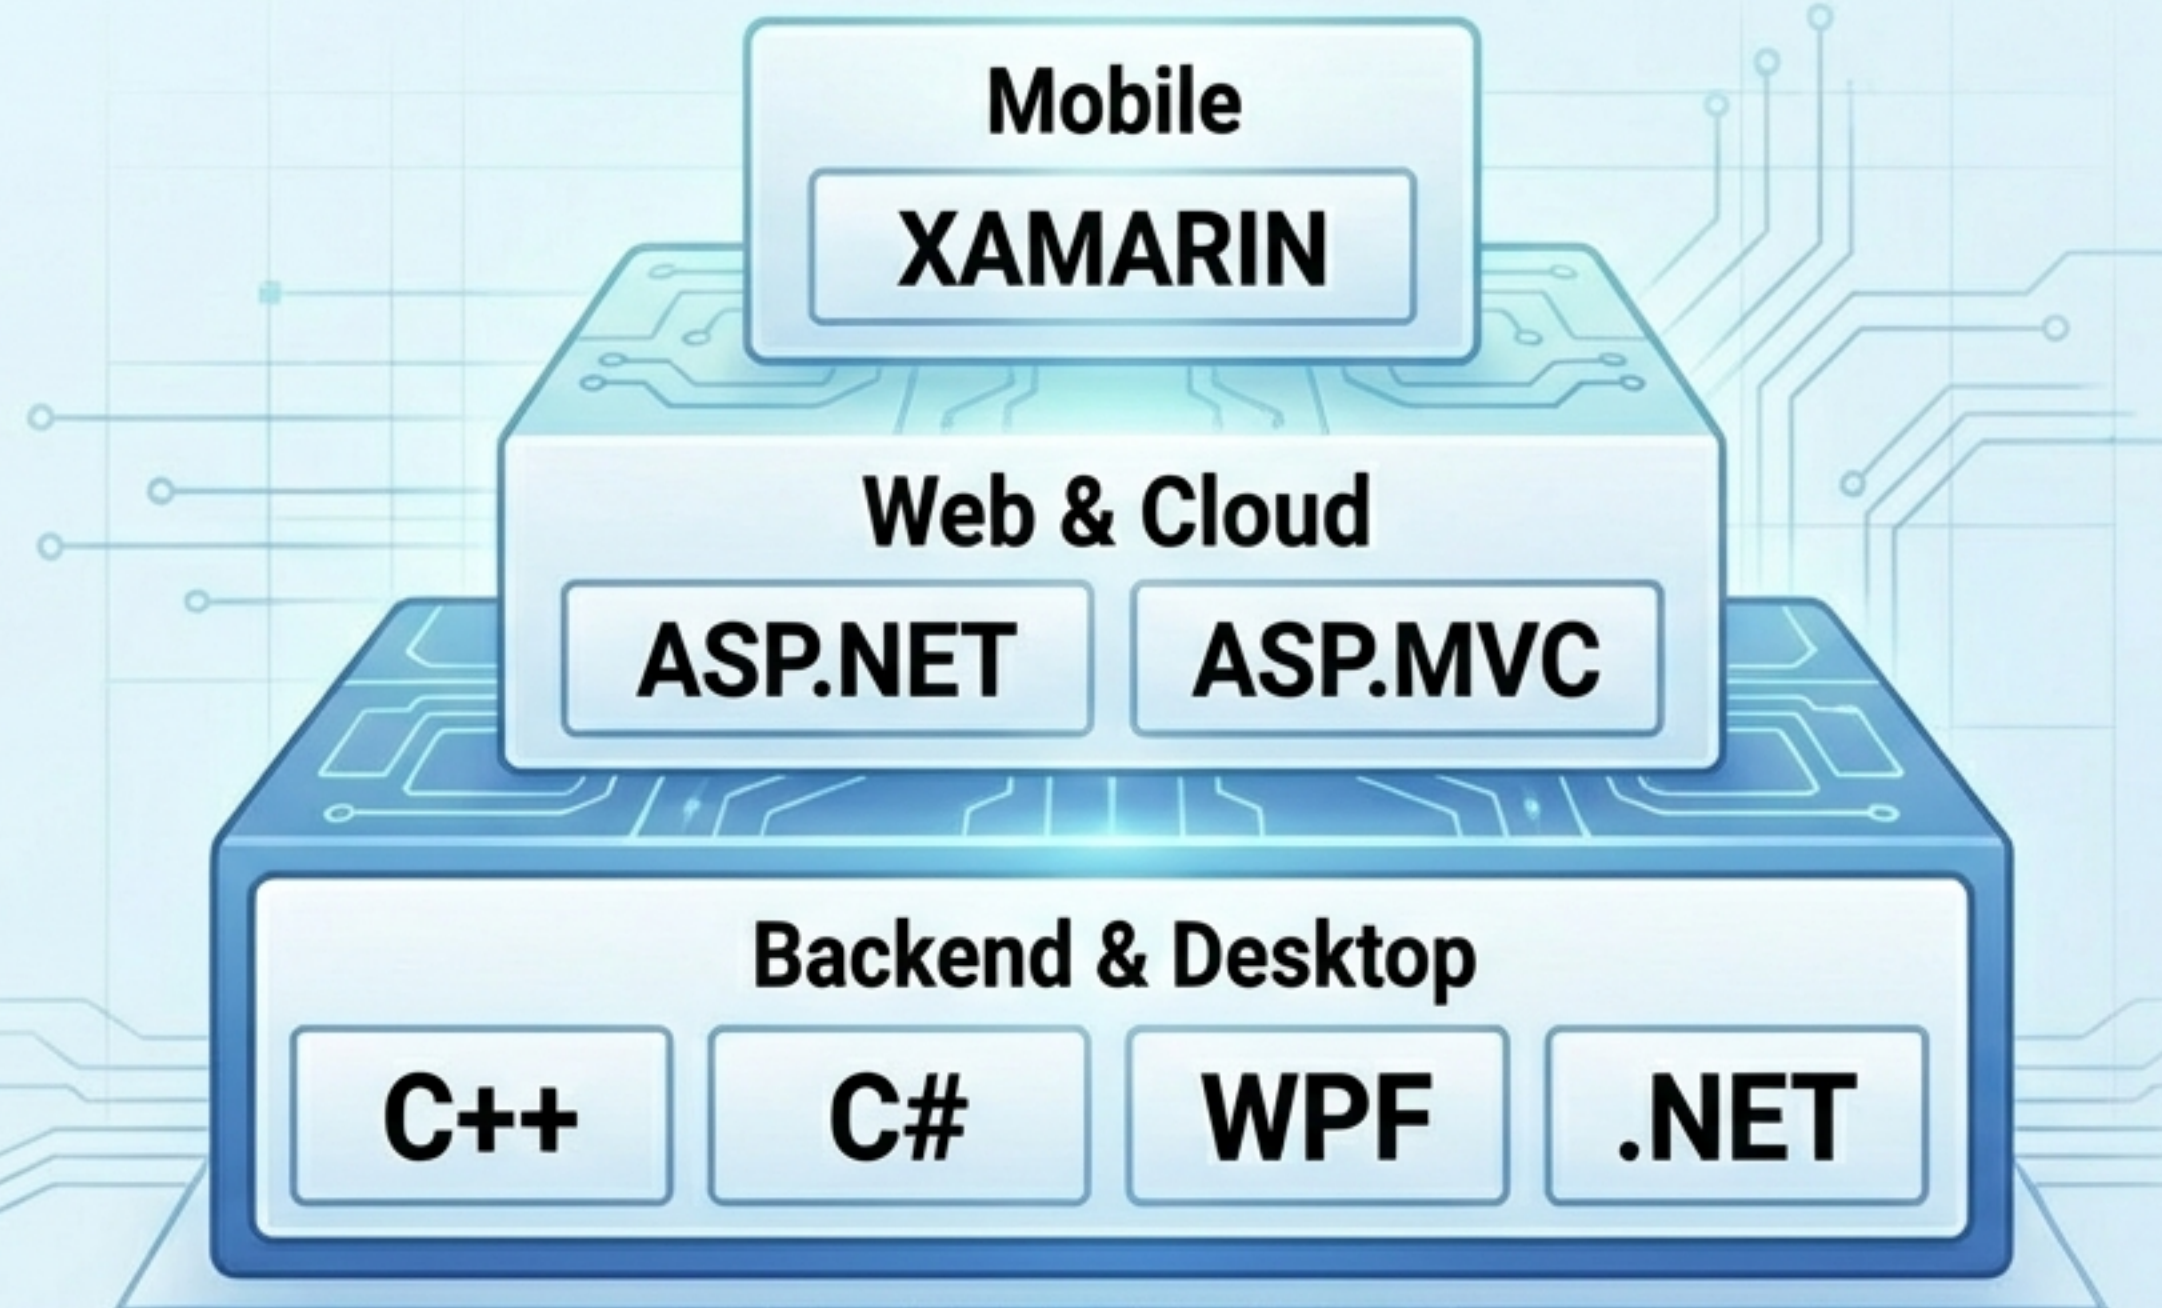 Mobile
XAMARIN
Web & Cloud
ASP.NET ASP.MVC
Backend & Desktop
C++ C# WPF .NET